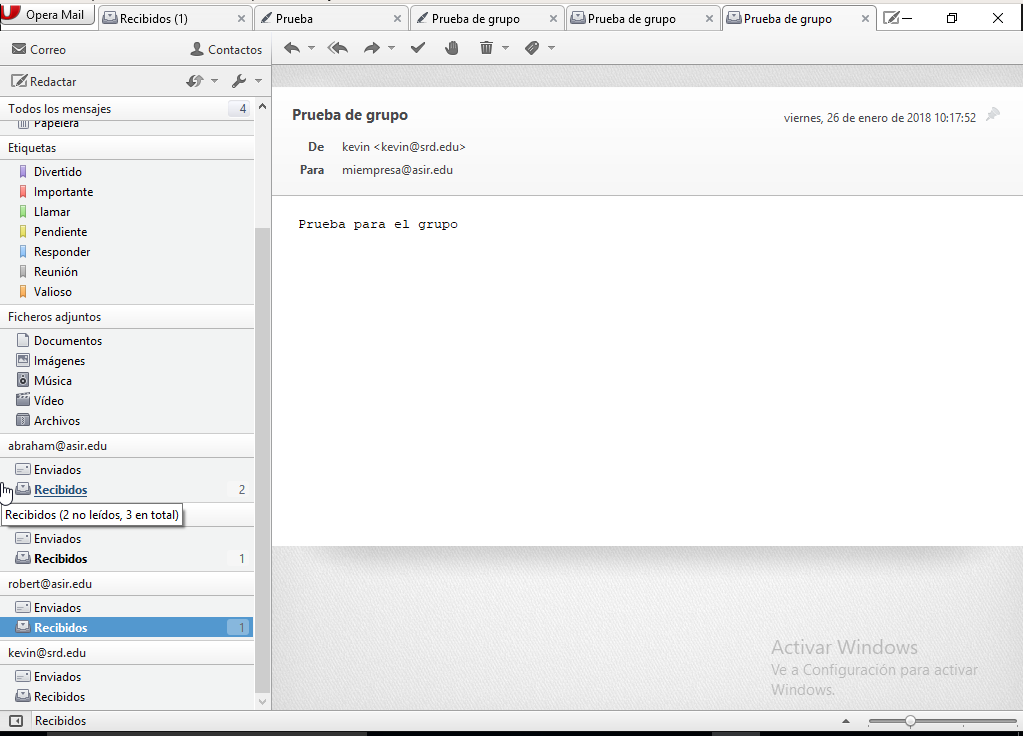 Opera Mail
Recibidos (1)
Prueba
Prueba de grupo
Prueba de grupo
Prueba de grupo
Correo
Contactos
Redactar
Todos los mensajes 4
Papelera
Etiquetas
Divertido
Importante
Llamar
Pendiente
Responder
Reunión
Valioso
Ficheros adjuntos
Documentos
Imágenes
Música
Vídeo
Archivos
abraham@asir.edu
Enviados
Recibidos 2
Recibidos (2 no leídos, 3 en total)
Enviados
Recibidos 1
robert@asir.edu
Enviados
Recibidos 1
kevin@srd.edu
Enviados
Recibidos
Recibidos
Prueba de grupo
viernes, 26 de enero de 2018 10:17:52
De kevin <kevin@srd.edu>
Para miempresa@asir.edu
Prueba para el grupo
Activar Windows
Ve a Configuración para activar
Windows.